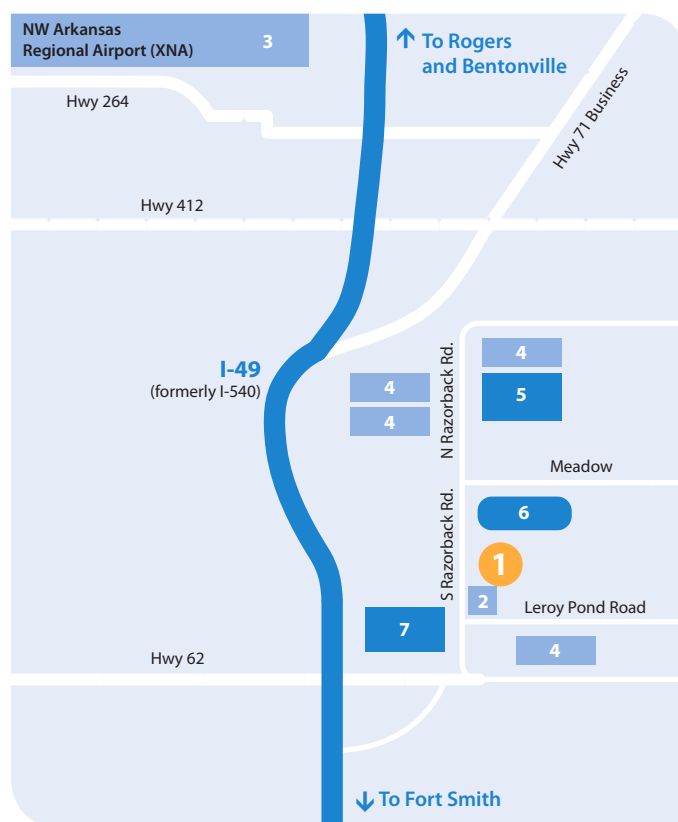 NW Arkansas
Regional Airport (XNA)
3
To Rogers
and Bentonville
Hwy 264
Hwy 71 Business
Hwy 412
I-49
(formerly I-540)
N Razorback Rd.
4
4
4
5
Meadow
S Razorback Rd.
6
1
2
Leroy Pond Road
7
4
Hwy 62
To Fort Smith